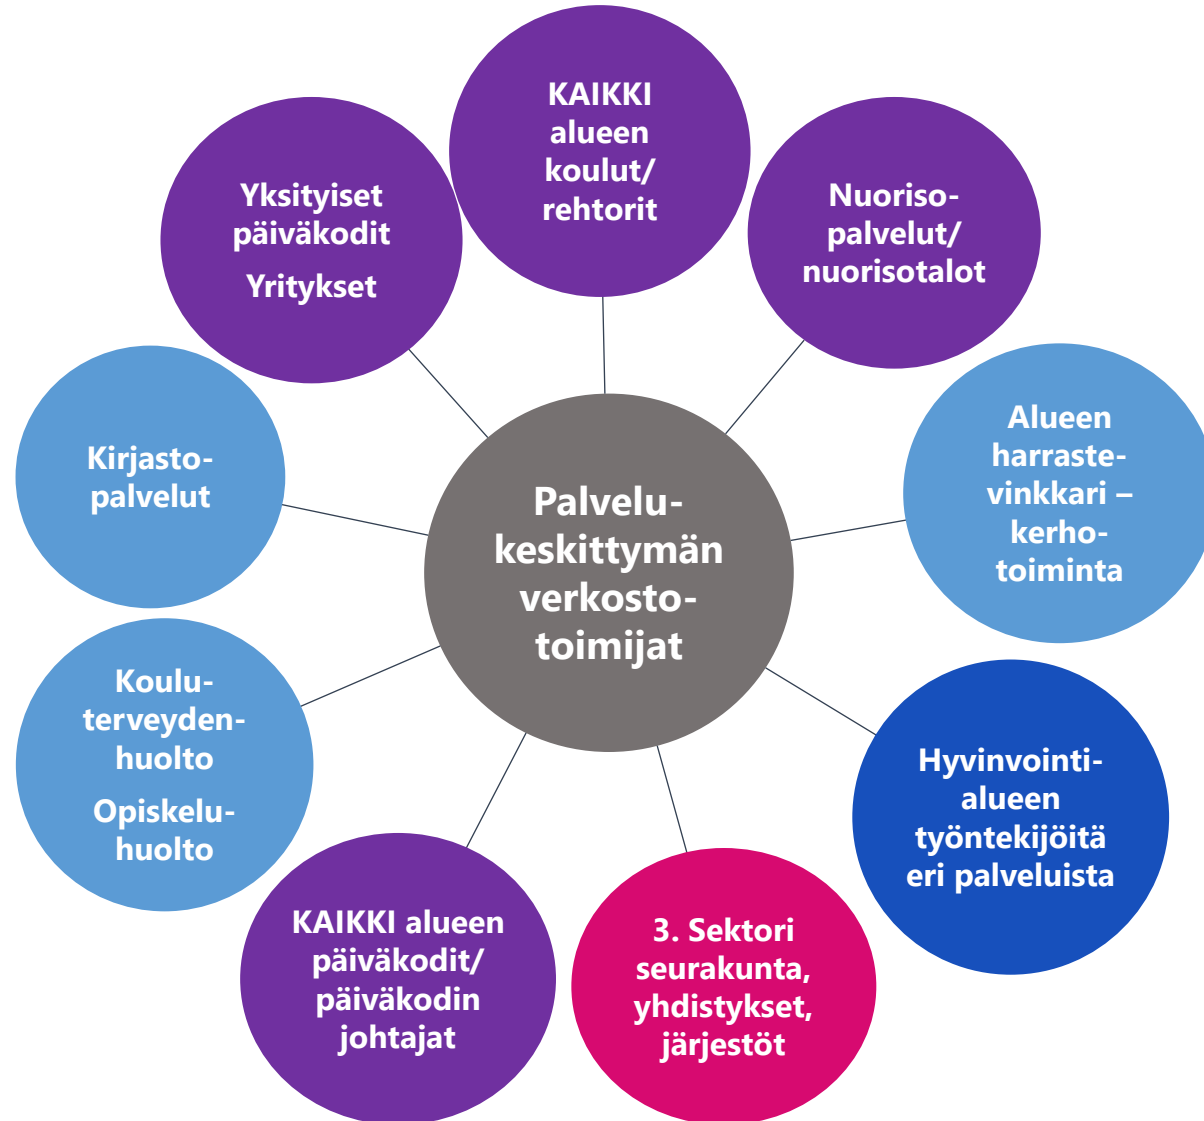 KAIKKI
alueen
koulut/
rehtorit
Nuoriso-
palvelut/
nuorisotalot
Alueen
harraste-
vinkkari –
kerho-
toiminta
Hyvinvointi-
alueen
työntekijöitä
eri palveluista
3. Sektori
seurakunta,
yhdistykset,
järjestöt
KAIKKI alueen
päiväkodit/
päiväkodin
johtajat
Koulu-
terveyden-
huolto
Opiskelu-
huolto
Kirjasto-
palvelut
Yksityiset
päiväkodit
Yritykset
Palvelu-
keskittymän
verkosto-
toimijat